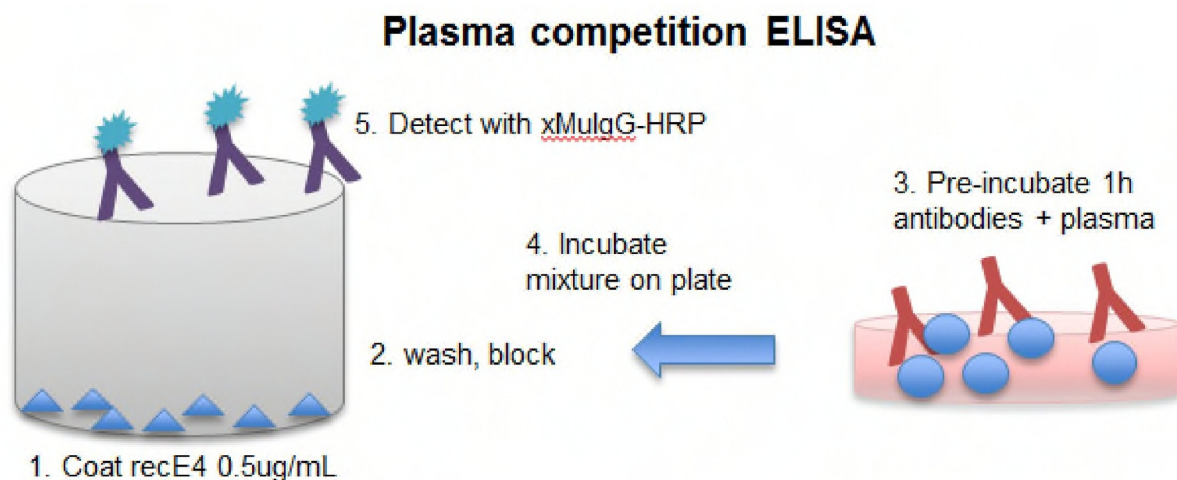 Plasma competition ELISA
5. Detect with xMuIgG-HRP
3. Pre-incubate 1h
antibodies + plasma
4. Incubate
mixture on plate
2. wash, block
1. Coat recE4 0.5ug/mL